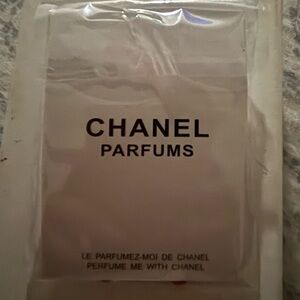 CHANEL
PARFUMS
LE PARFUMEZ-MOI DE CHANEL
PERFUME ME WITH CHANEL